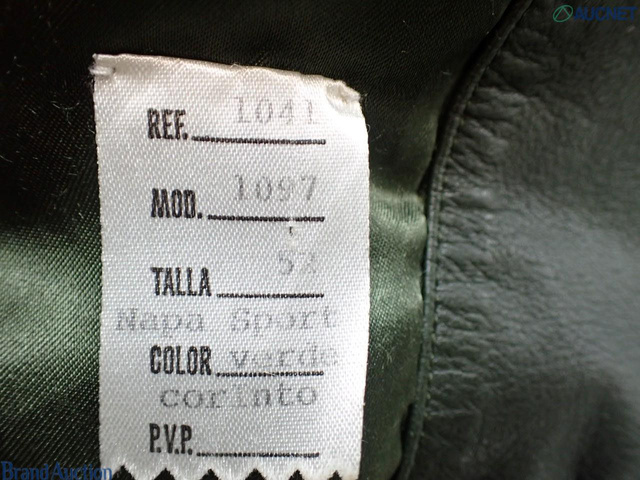 AUCNET
REF. 1041
MOD. 1097
TALLA 52
Napa Sport
COLOR verde
corinto
P.V.P.
Brand Auction